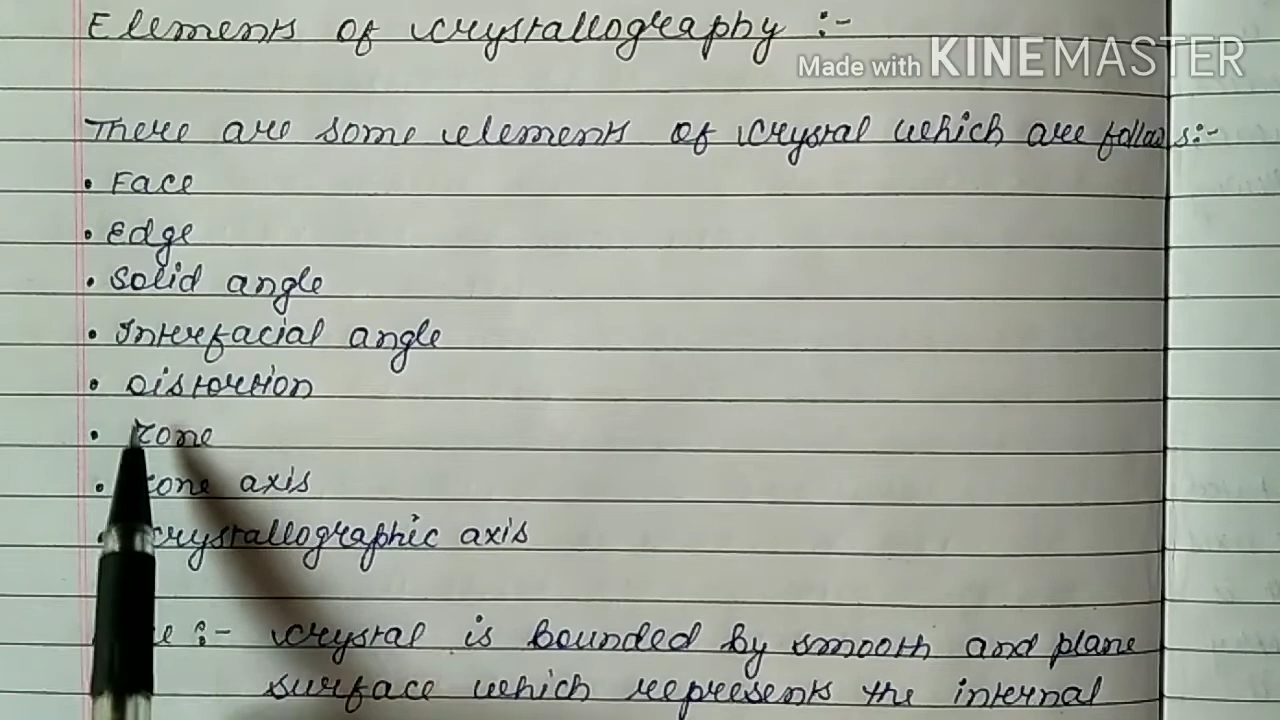 Elements of crystallography :-
Made with KINEMASTER
There are some elements of crystal which are follows:-
• Face
• Edge
• Solid angle
• Interfacial angle
• Distortion
• zone
• zone axis
• crystallographic axis
:- crystal is bounded by smooth and plane
surface which represents the internal